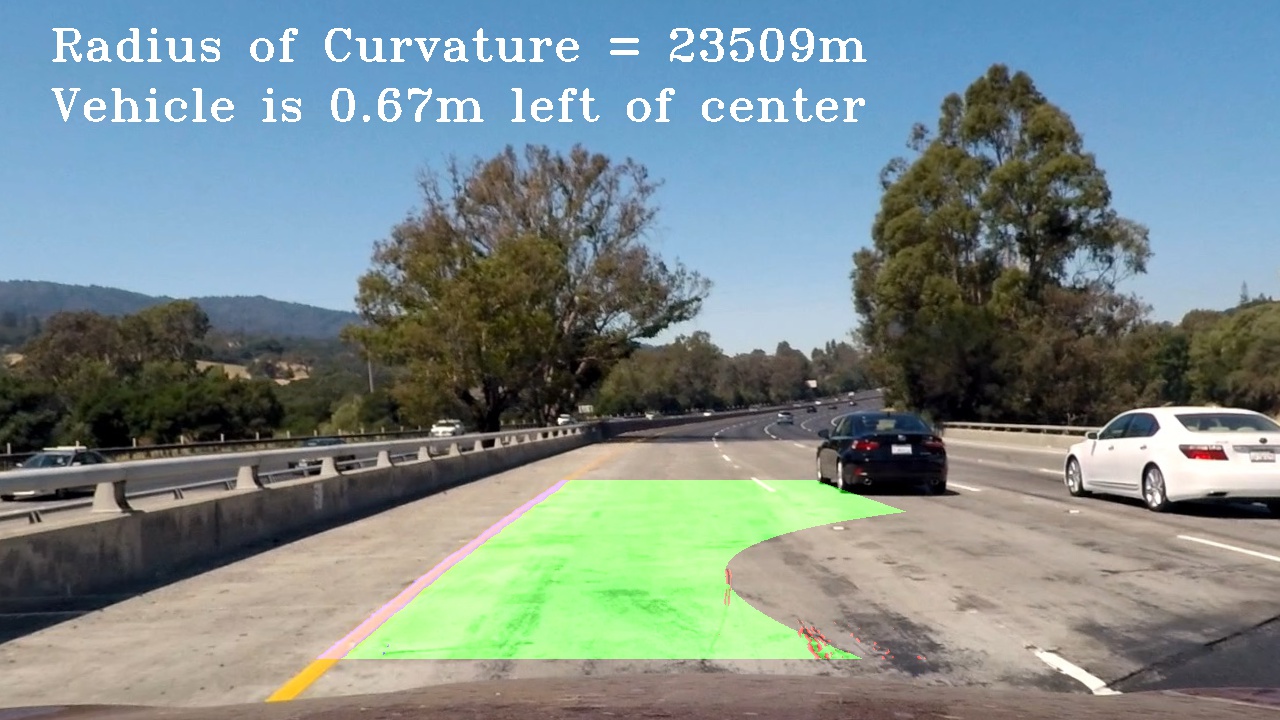 Radius of Curvature = 23509m
Vehicle is 0.67m left of center